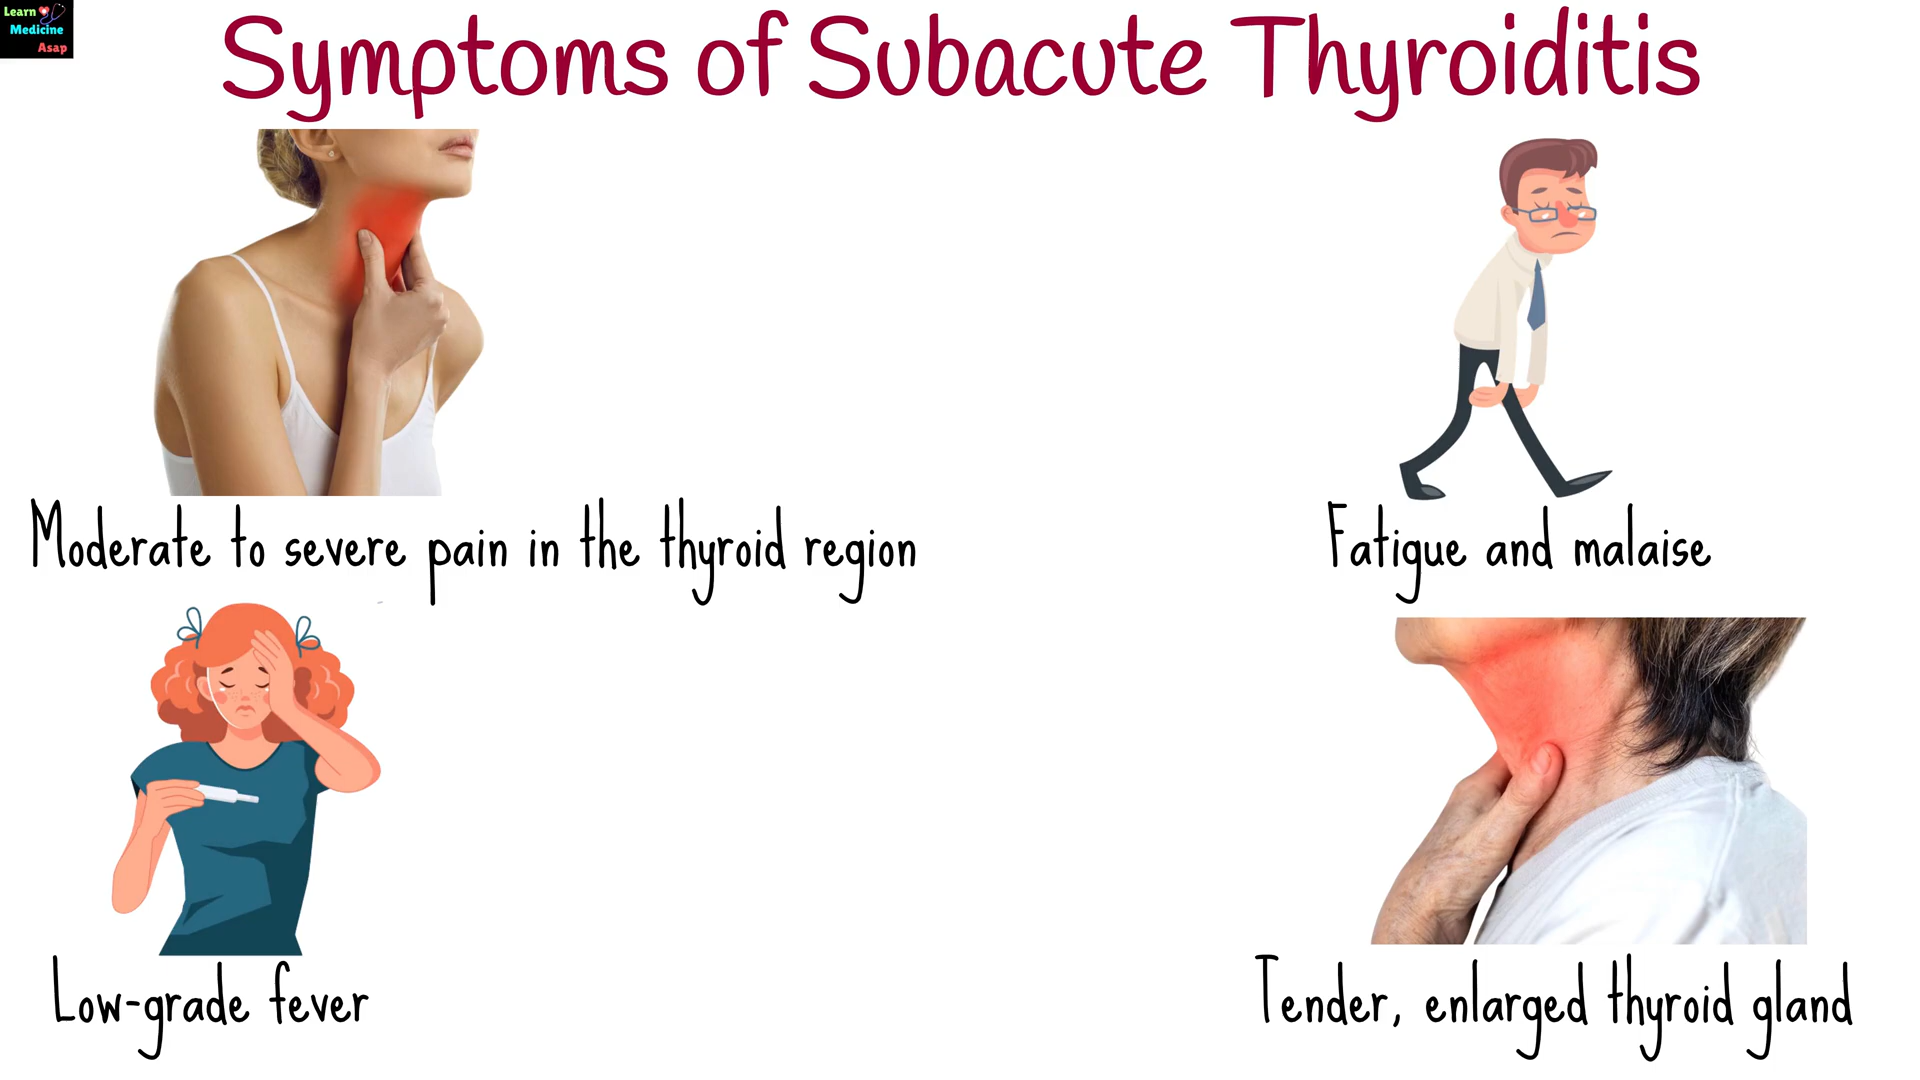 Learn
Medicine
Asap
Symptoms of Subacute Thyroiditis
Moderate to severe pain in the thyroid region
Fatigue and malaise
Low-grade fever
Tender, enlarged thyroid gland